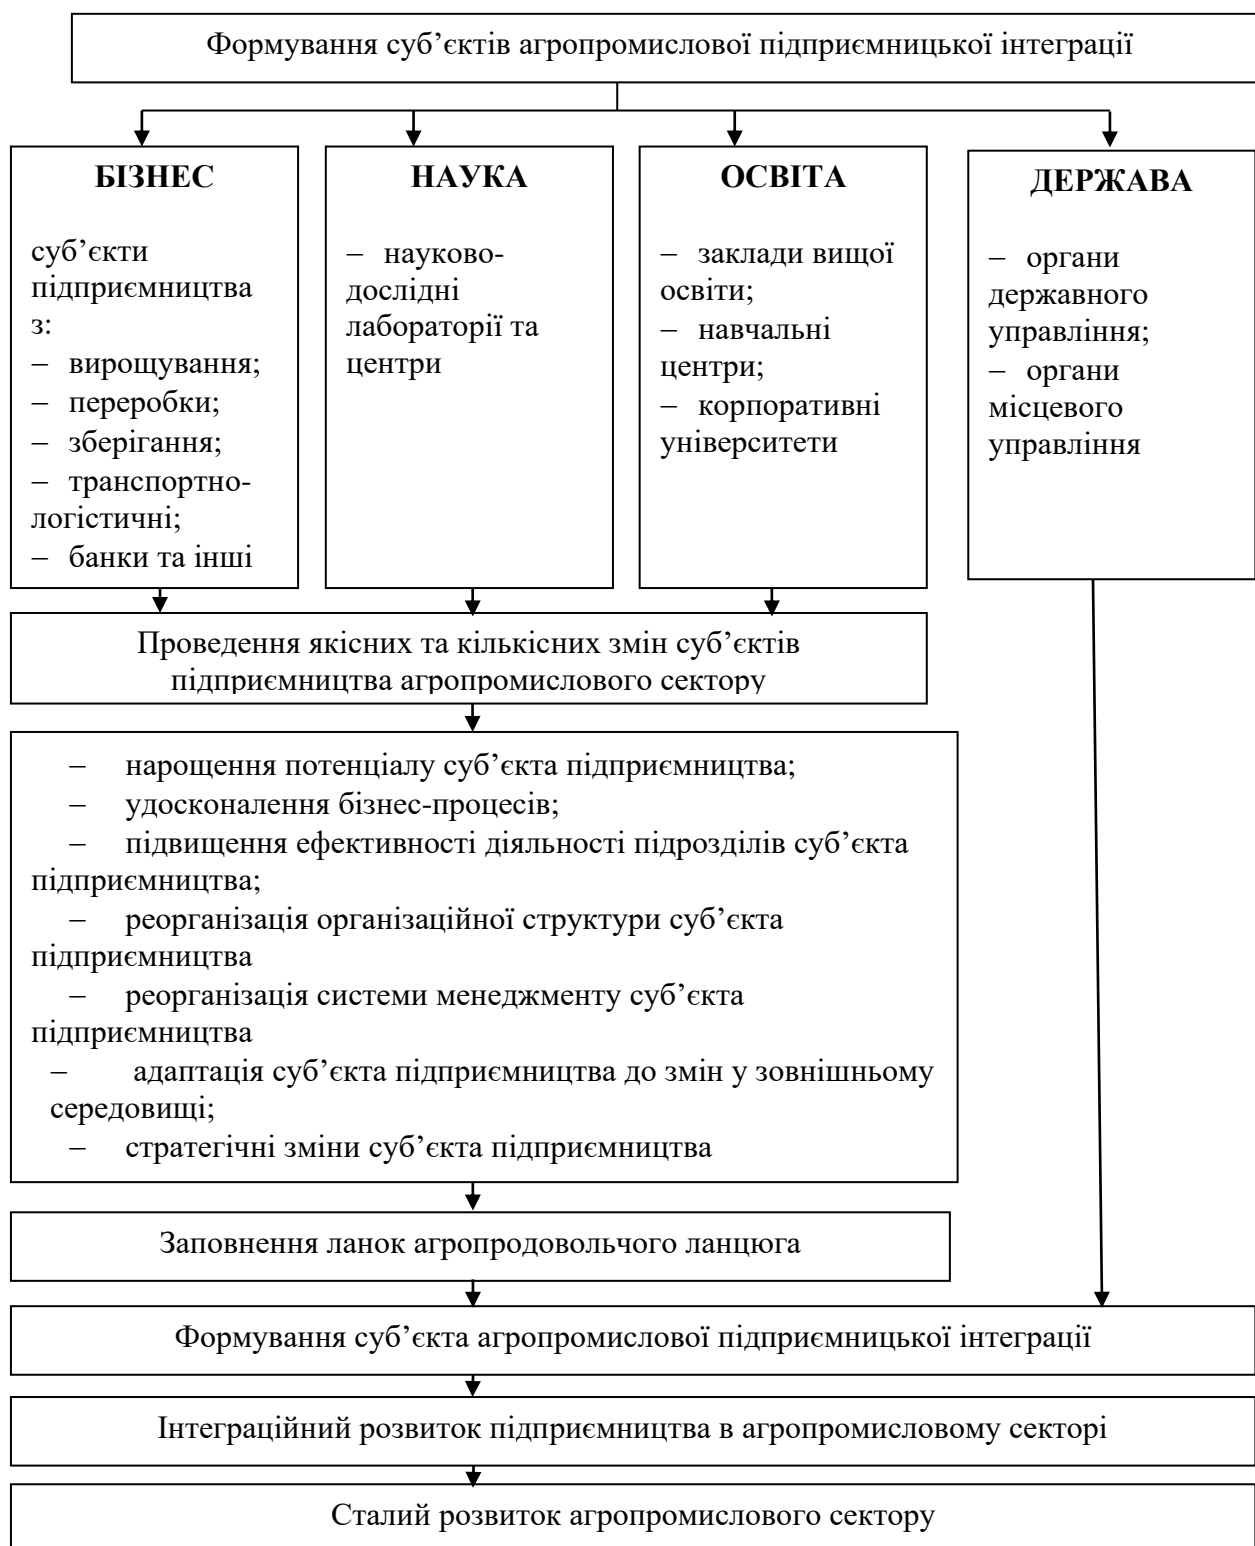 Формування суб’єктів агропромислової підприємницької інтеграції
БІЗНЕС
суб’єкти
підприємництва
з:
– вирощування;
– переробки;
– зберігання;
– транспортно-
логістичні;
– банки та інші
НАУКА
– науково-
дослідні
лабораторії та
центри
ОСВІТА
– заклади вищої
освіти;
– навчальні
центри;
– корпоративні
університети
ДЕРЖАВА
– органи
державного
управління;
– органи
місцевого
управління
Проведення якісних та кількісних змін суб’єктів
підприємництва агропромислового сектору
– нарощення потенціалу суб’єкта підприємництва;
– удосконалення бізнес-процесів;
– підвищення ефективності діяльності підрозділів суб’єкта
підприємництва;
– реорганізація організаційної структури суб’єкта
підприємництва
– реорганізація системи менеджменту суб’єкта
підприємництва
– адаптація суб’єкта підприємництва до змін у зовнішньому
середовищі;
– стратегічні зміни суб’єкта підприємництва
Заповнення ланок агропродовольчого ланцюга
Формування суб’єкта агропромислової підприємницької інтеграції
Інтеграційний розвиток підприємництва в агропромисловому секторі
Сталий розвиток агропромислового сектору